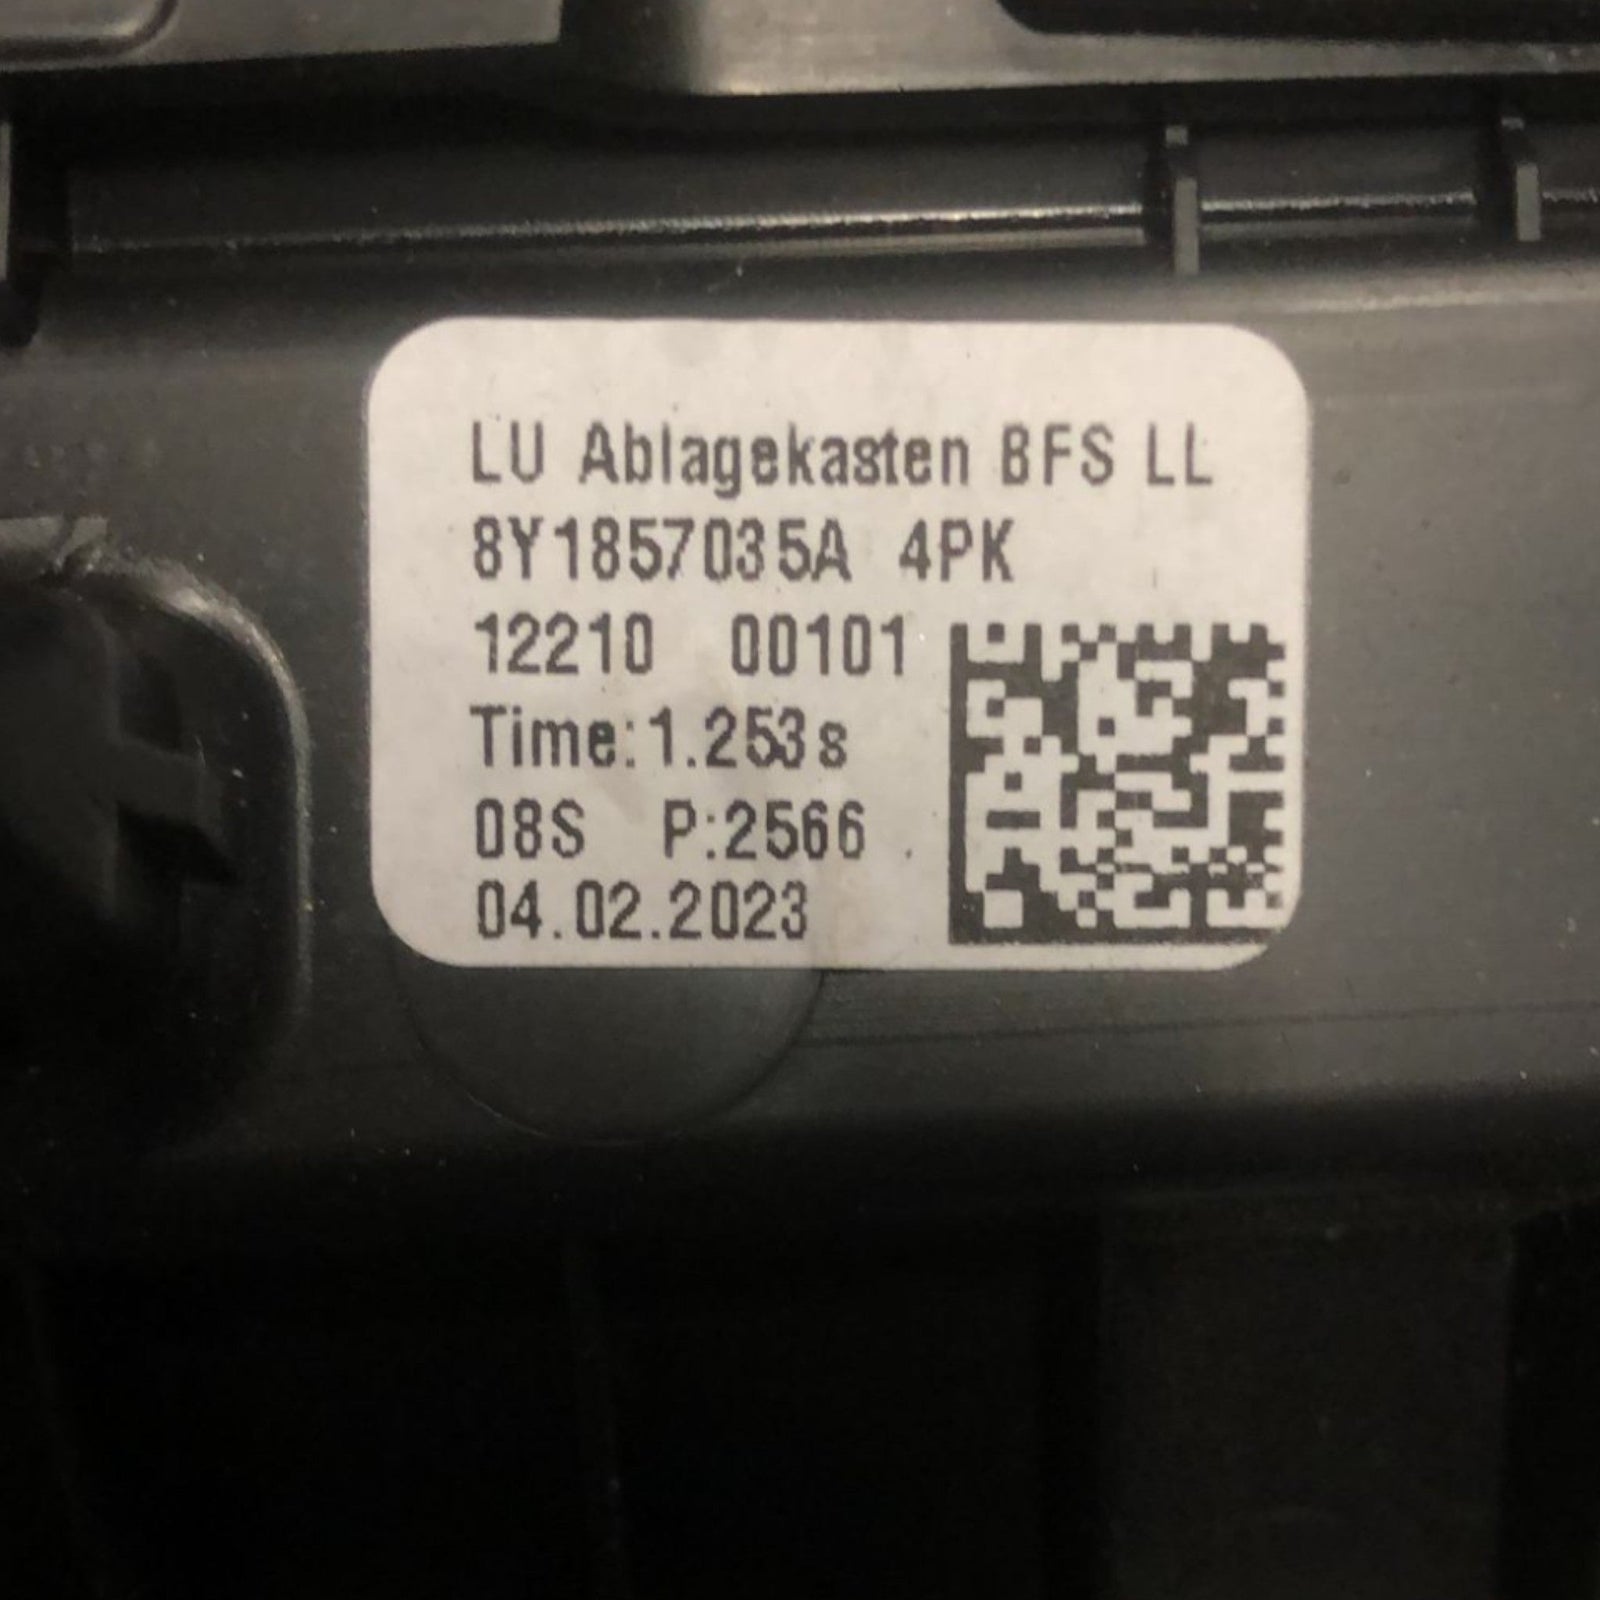 LU Ablagekasten BFS LL
8Y1857035A 4PK
12210 00101
Time:1.253s
08S P:2566
04.02.2023